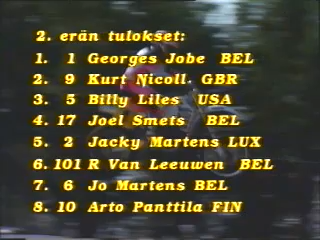 2. erän tulokset:
1. 1 Georges Jobe BEL
2. 9 Kurt Nicoll GBR
3. 5 Billy Liles USA
4. 17 Joel Smets BEL
5. 2 Jacky Martens LUX
6. 101 R Van Leeuwen BEL
7. 6 Jo Martens BEL
8. 10 Arto Panttila FIN